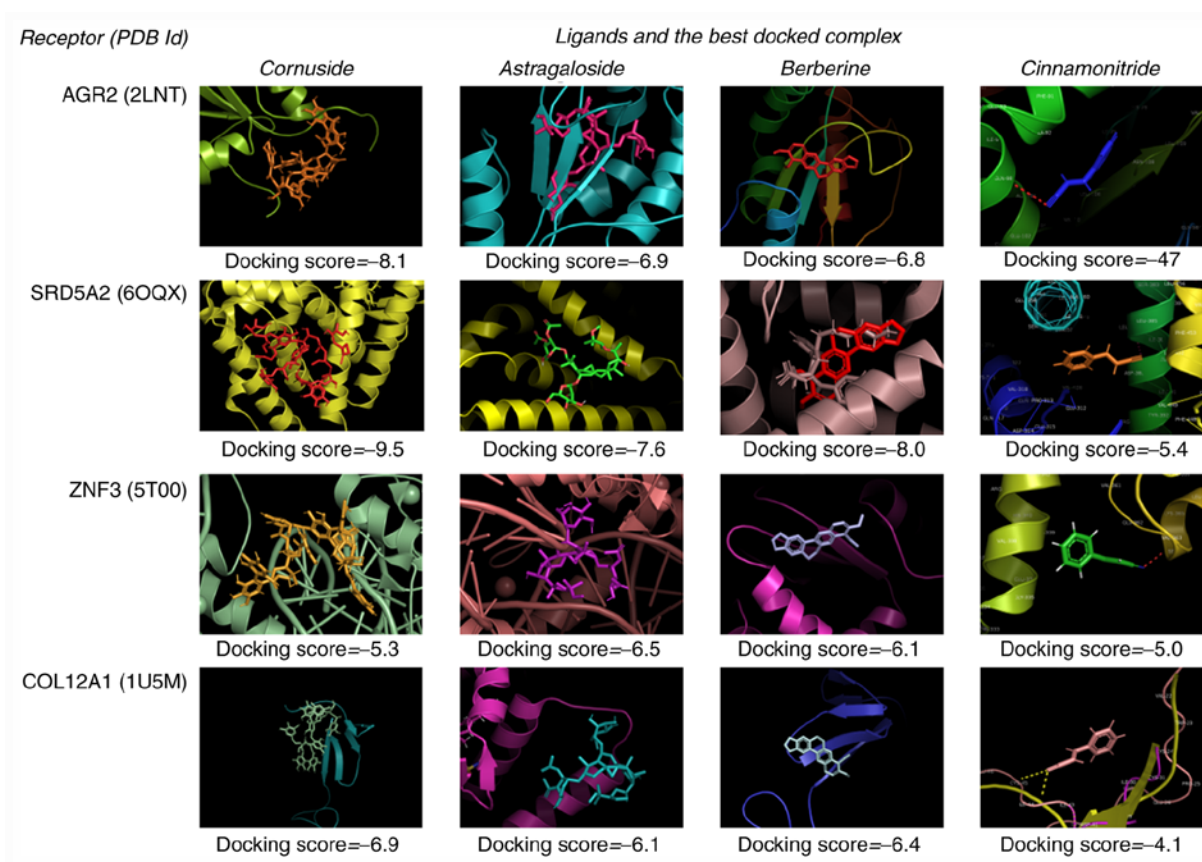 Receptor (PDB Id)
Ligands and the best docked complex
Cornuside Astragaloside Berberine Cinnamonitride
AGR2 (2LNT)
Docking score=–8.1 Docking score=–6.9 Docking score=–6.8 Docking score=–47
SRD5A2 (6OQX)
Docking score=–9.5 Docking score=–7.6 Docking score=–8.0 Docking score=–5.4
ZNF3 (5T00)
Docking score=–5.3 Docking score=–6.5 Docking score=–6.1 Docking score=–5.0
COL12A1 (1U5M)
Docking score=–6.9 Docking score=–6.1 Docking score=–6.4 Docking score=–4.1